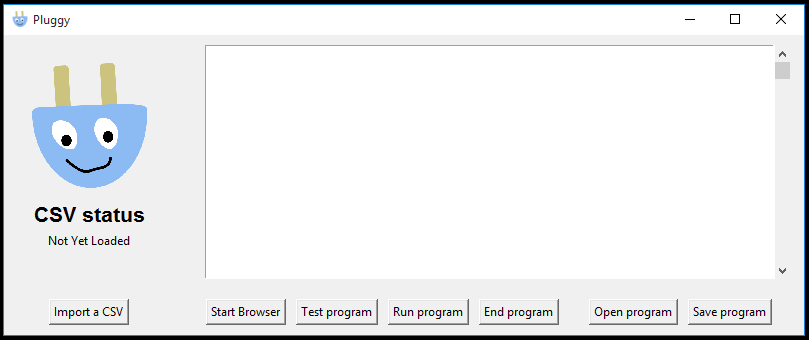 Pluggy
CSV status
Not Yet Loaded
Import a CSV
Start Browser
Test program
Run program
End program
Open program
Save program